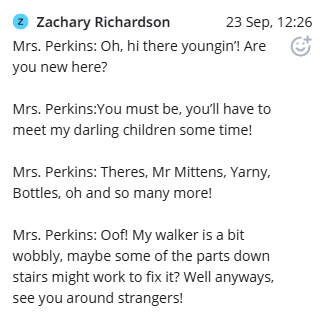 Z Zachary Richardson 23 Sep, 12:26
Mrs. Perkins: Oh, hi there youngin’! Are
you new here?
Mrs. Perkins:You must be, you’ll have to
meet my darling children some time!
Mrs. Perkins: Theres, Mr Mittens, Yarny,
Bottles, oh and so many more!
Mrs. Perkins: Oof! My walker is a bit
wobbly, maybe some of the parts down
stairs might work to fix it? Well anyways,
see you around strangers!